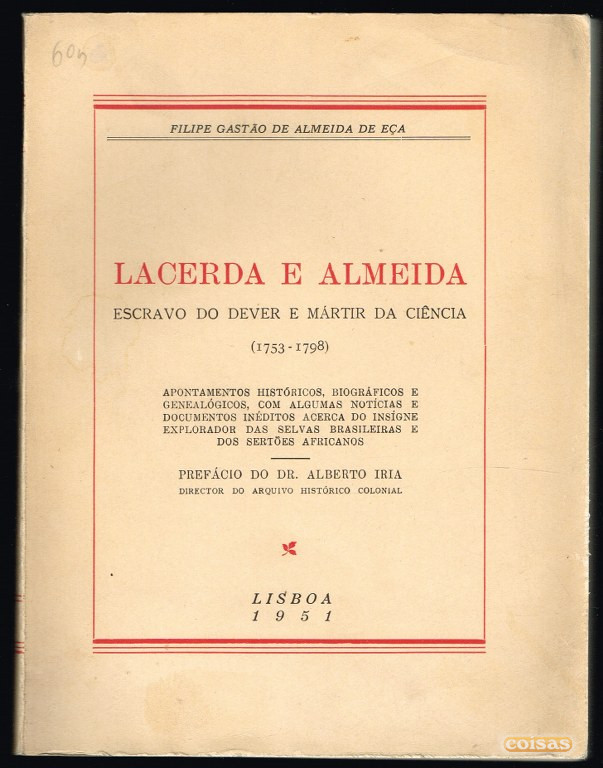 60n
FILIPE GASTÃO DE ALMEIDA DE EÇA
LACERDA E ALMEIDA
ESCRAVO DO DEVER E MÁRTIR DA CIÊNCIA
(1753-1798)
APONTAMENTOS HISTÓRICOS, BIOGRÁFICOS E
GENEALÓGICOS, COM ALGUMAS NOTÍCIAS E
DOCUMENTOS INÉDITOS ACERCA DO INSÍGNE
EXPLORADOR DAS SELVAS BRASILEIRAS E
DOS SERTÕES AFRICANOS
PREFÁCIO DO DR. ALBERTO IRIA
DIRECTOR DO ARQUIVO HISTÓRICO COLONIAL
LISBOA
1951
coisas